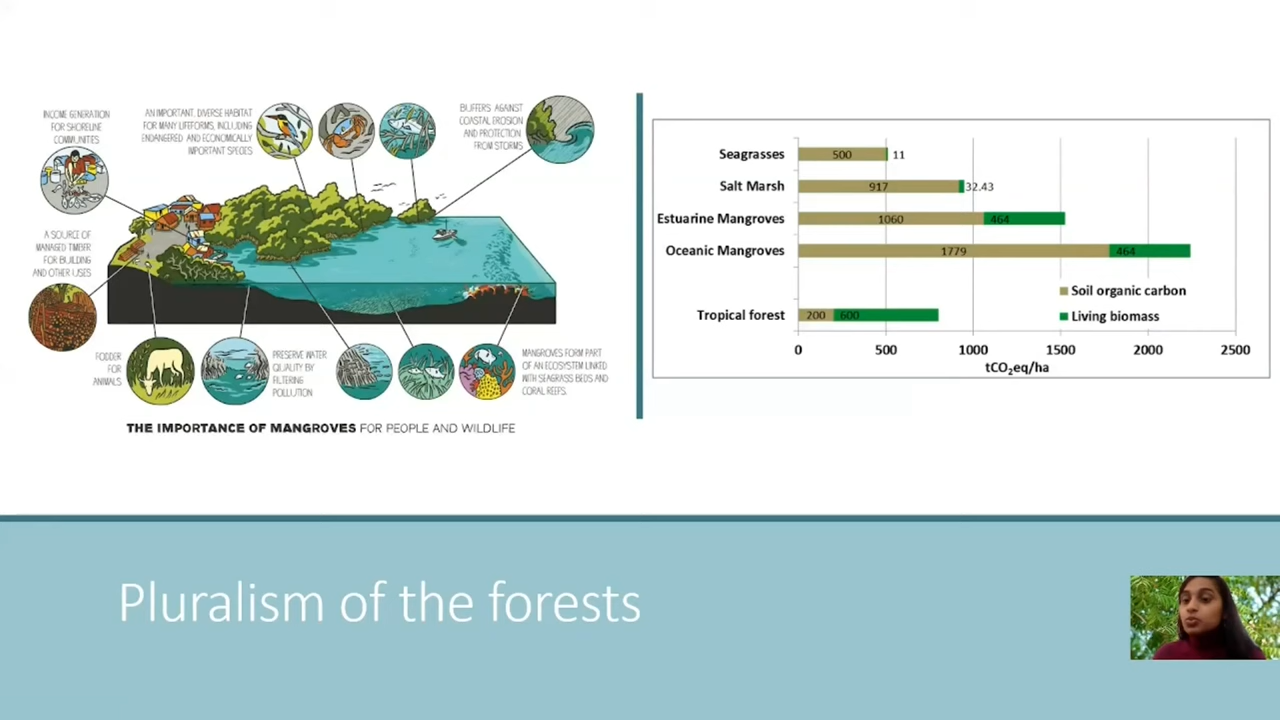 INCOME GENERATION
FOR SHORELINE
COMMUNITIES
AN IMPORTANT, DIVERSE HABITAT
FOR MANY LIFEFORMS, INCLUDING
ENDANGERED AND ECONOMICALLY
IMPORTANT SPECIES
BUFFERS AGAINST
COASTAL EROSION
AND PROTECTION
FROM STORMS
A SOURCE OF
MANAGED TIMBER
FOR BUILDING
AND OTHER USES
FODDER
FOR
ANIMALS
PRESERVE WATER
QUALITY BY
FILTERING
POLLUTION
MANGROVES FORM PART
OF AN ECOSYSTEM LINKED
WITH SEAGRASS BEDS AND
CORAL REEFS.
THE IMPORTANCE OF MANGROVES FOR PEOPLE AND WILDLIFE
Seagrasses 500 11
Salt Marsh 917 32.43
Estuarine Mangroves 1060 464
Oceanic Mangroves 1779 464
Soil organic carbon
Tropical forest 200 600 Living biomass
0 500 1000 1500 2000 2500
tCO₂eq/ha
Pluralism of the forests